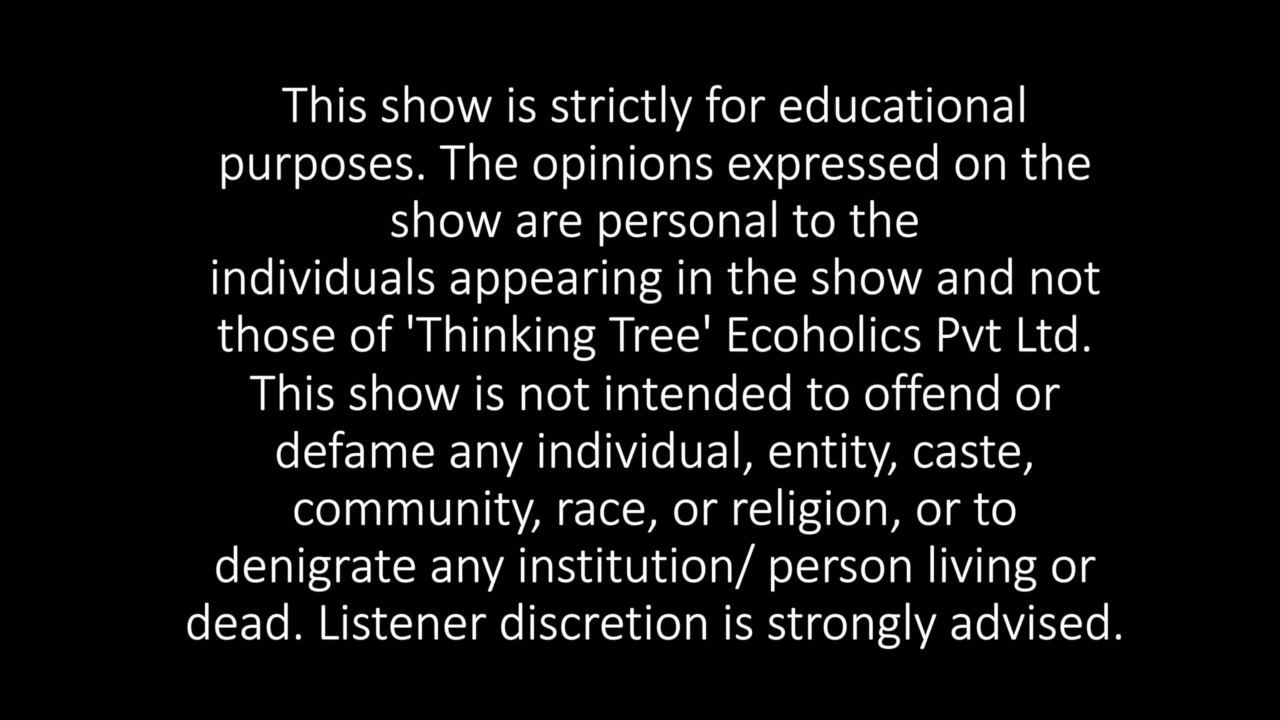 This show is strictly for educational
purposes. The opinions expressed on the
show are personal to the
individuals appearing in the show and not
those of 'Thinking Tree' Ecoholics Pvt Ltd.
This show is not intended to offend or
defame any individual, entity, caste,
community, race, or religion, or to
denigrate any institution/ person living or
dead. Listener discretion is strongly advised.